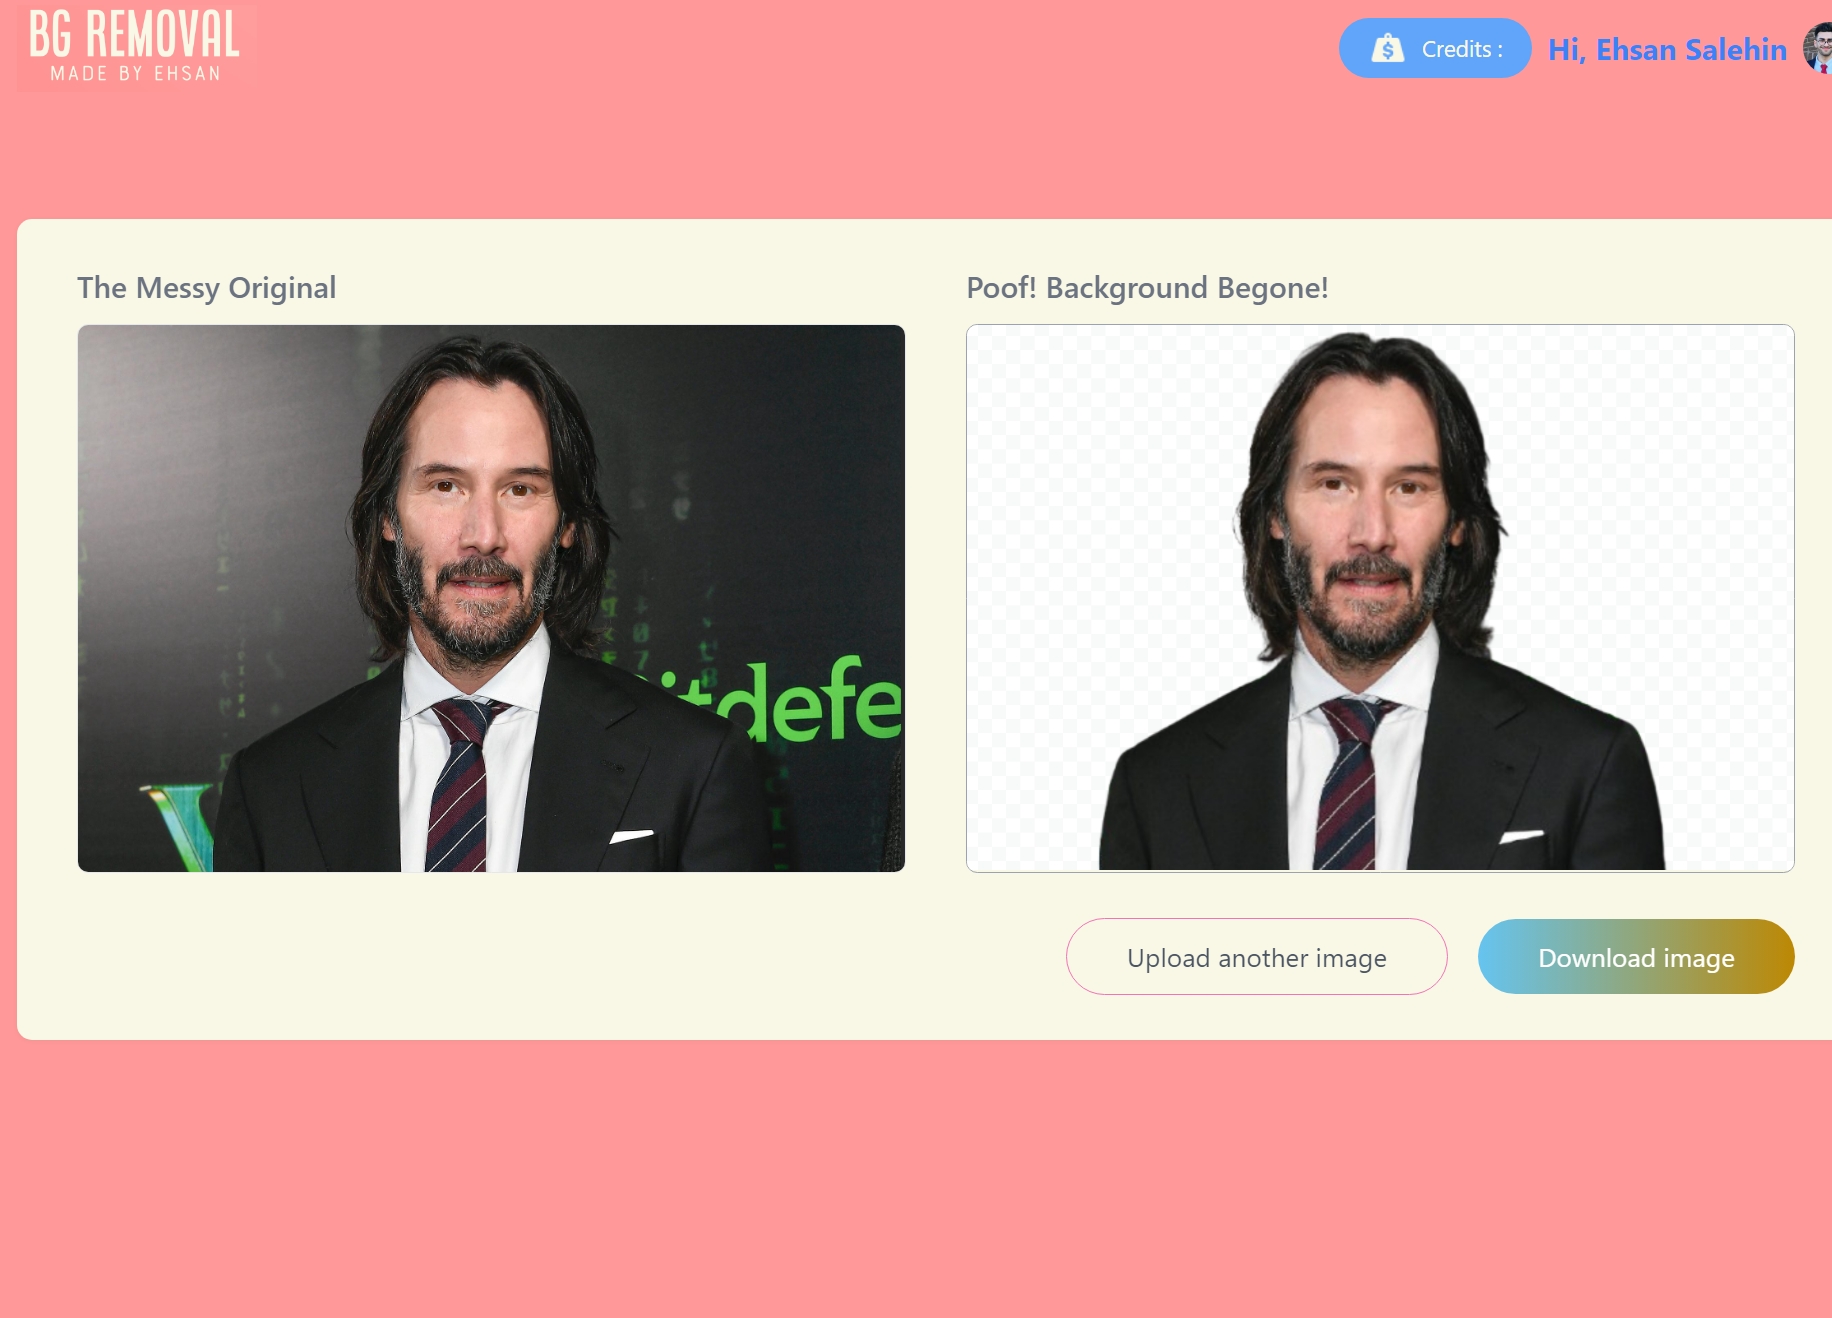 BG REMOVAL
MADE BY EHSAN
Credits :
Hi, Ehsan Salehin
The Messy Original
Poof! Background Begone!
itdefe
Upload another image
Download image